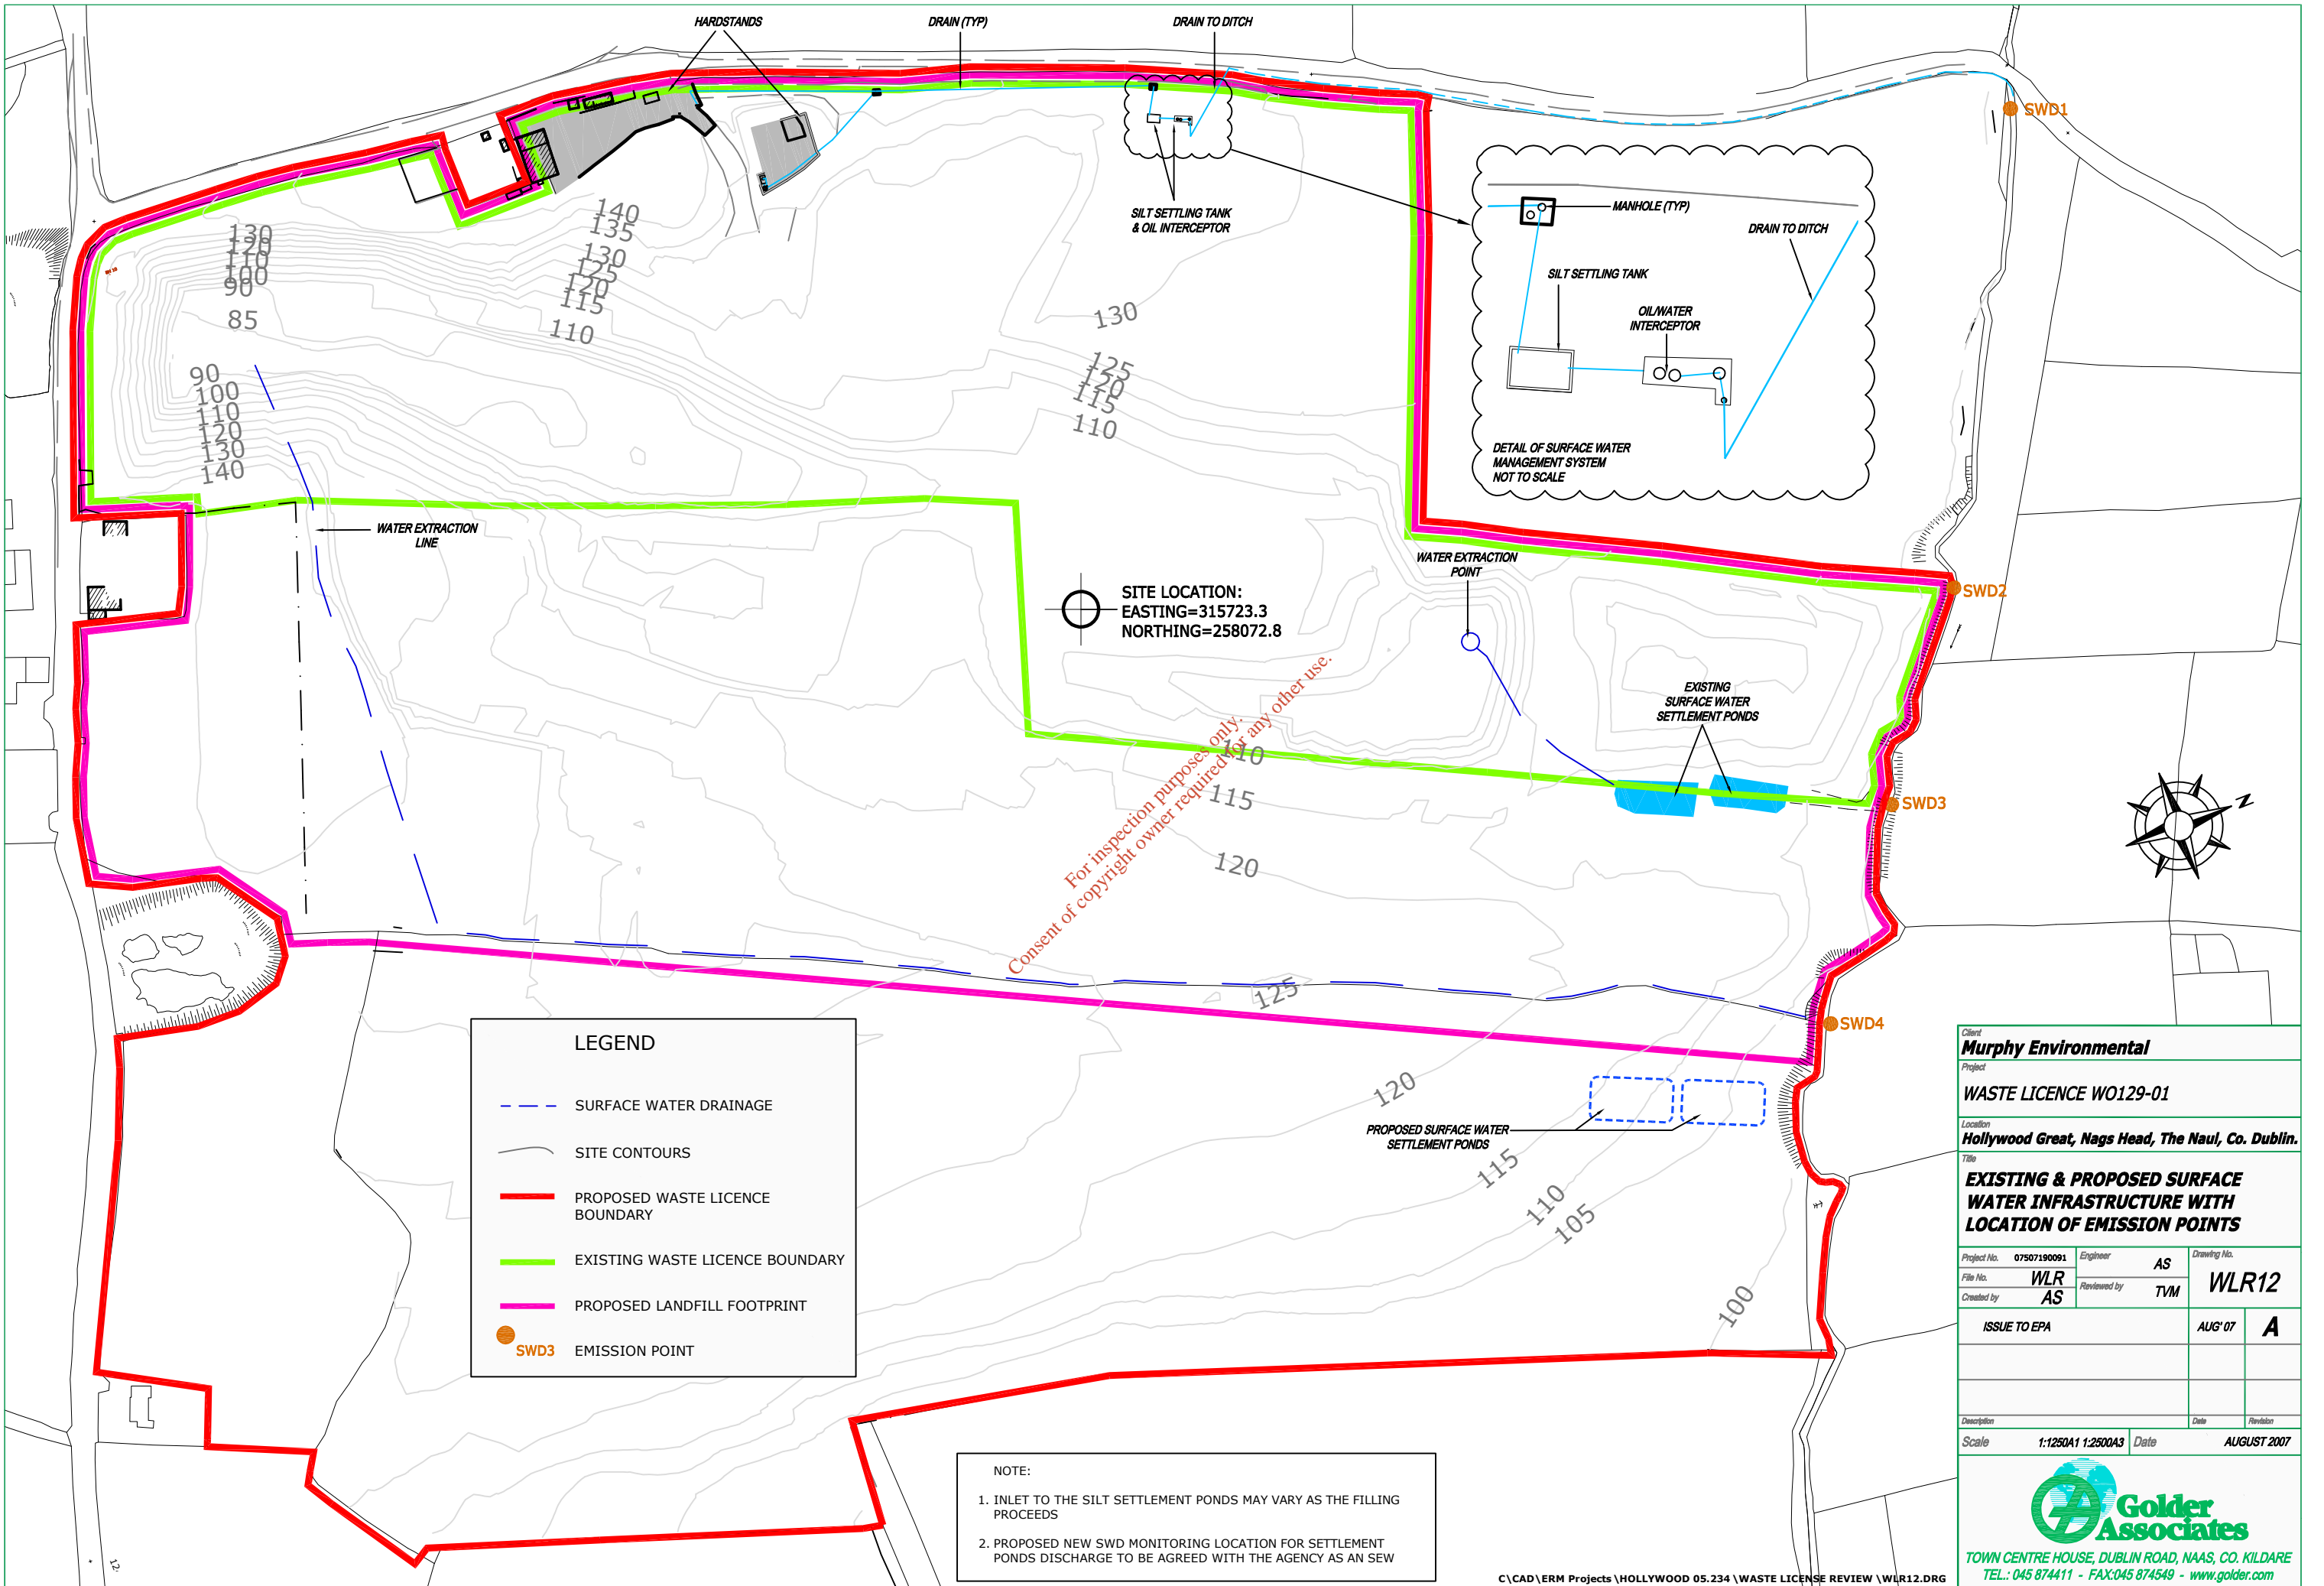 HARDSTANDS
DRAIN (TYP)
DRAIN TO DITCH
SWD1
SILT SETTLING TANK
& OIL INTERCEPTOR
MANHOLE (TYP)
DRAIN TO DITCH
SILT SETTLING TANK
OIL/WATER
INTERCEPTOR
DETAIL OF SURFACE WATER
MANAGEMENT SYSTEM
NOT TO SCALE
140
135
130
125
120
115
110
130
120
110
100
90
85
90
100
110
120
130
140
130
125
120
115
110
WATER EXTRACTION
LINE
WATER EXTRACTION
POINT
SITE LOCATION:
EASTING=315723.3
NORTHING=258072.8
SWD2
EXISTING
SURFACE WATER
SETTLEMENT PONDS
For inspection purposes only.
Consent of copyright owner required for any other use.
110
115
120
125
SWD3
N
SWD4
120
115
110
105
100
PROPOSED SURFACE WATER
SETTLEMENT PONDS
LEGEND
SURFACE WATER DRAINAGE
SITE CONTOURS
PROPOSED WASTE LICENCE
BOUNDARY
EXISTING WASTE LICENCE BOUNDARY
PROPOSED LANDFILL FOOTPRINT
SWD3 EMISSION POINT
12
NOTE:
1. INLET TO THE SILT SETTLEMENT PONDS MAY VARY AS THE FILLING
PROCEEDS
2. PROPOSED NEW SWD MONITORING LOCATION FOR SETTLEMENT
PONDS DISCHARGE TO BE AGREED WITH THE AGENCY AS AN SEW
C\CAD\ERM Projects \HOLLYWOOD 05.234 \WASTE LICENSE REVIEW \WLR12.DRG
Client
Murphy Environmental
Project
WASTE LICENCE WO129-01
Location
Hollywood Great, Nags Head, The Naul, Co. Dublin.
Title
EXISTING & PROPOSED SURFACE
WATER INFRASTRUCTURE WITH
LOCATION OF EMISSION POINTS
Project No. 07507190091 Engineer AS Drawing No.
File No. WLR Reviewed by TVM WLR12
Created by AS
ISSUE TO EPA AUG' 07 A
Description Date Revision
Scale 1:1250A1 1:2500A3 Date AUGUST 2007
Golder
Associates
TOWN CENTRE HOUSE, DUBLIN ROAD, NAAS, CO. KILDARE
TEL.: 045 874411 - FAX:045 874549 - www.golder.com